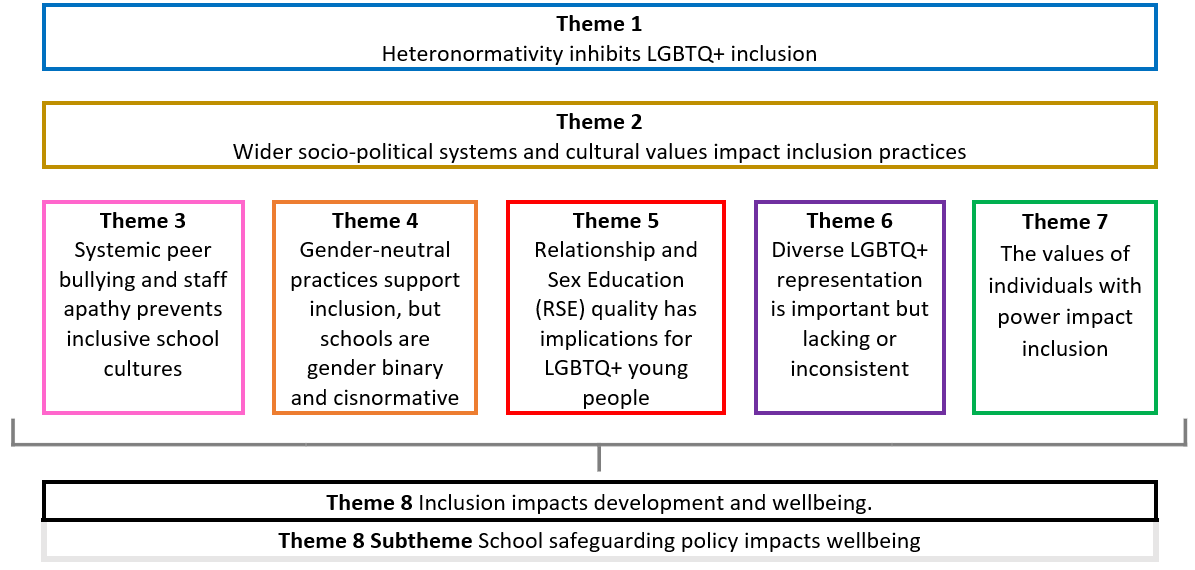 Theme 1
Heteronormativity inhibits LGBTQ+ inclusion
Theme 2
Wider socio-political systems and cultural values impact inclusion practices
Theme 3
Systemic peer
bullying and staff
apathy prevents
inclusive school
cultures
Theme 4
Gender-neutral
practices support
inclusion, but
schools are
gender binary
and cisnormative
Theme 5
Relationship and
Sex Education
(RSE) quality has
implications for
LGBTQ+ young
people
Theme 6
Diverse LGBTQ+
representation
is important but
lacking or
inconsistent
Theme 7
The values of
individuals with
power impact
inclusion
Theme 8 Inclusion impacts development and wellbeing.
Theme 8 Subtheme School safeguarding policy impacts wellbeing